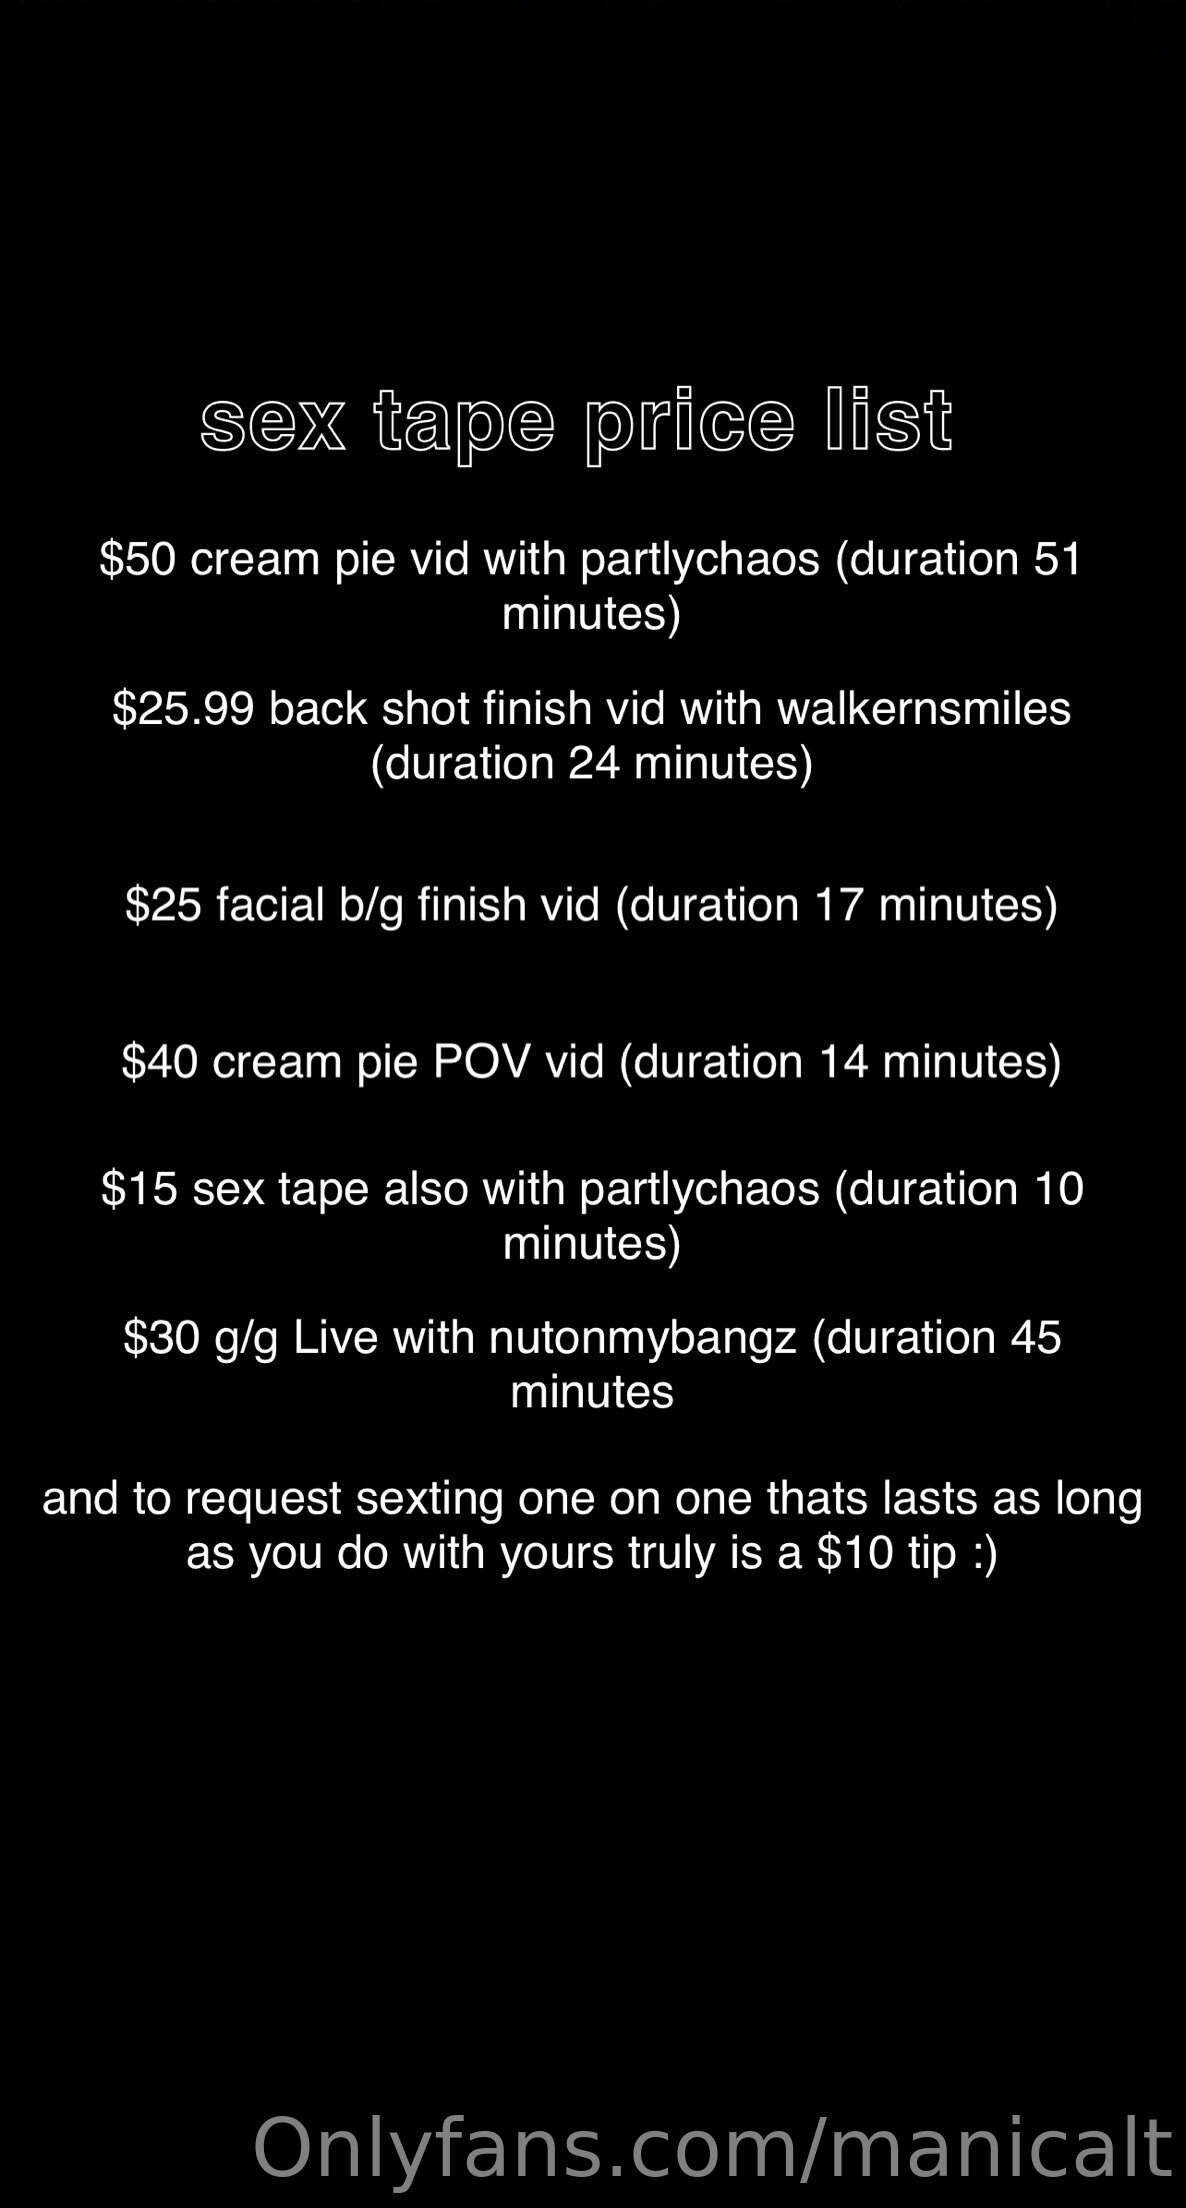 sex tape price list
$50 cream pie vid with partlychaos (duration 51
minutes)
$25.99 back shot finish vid with walkernsmiles
(duration 24 minutes)
$25 facial b/g finish vid (duration 17 minutes)
$40 cream pie POV vid (duration 14 minutes)
$15 sex tape also with partlychaos (duration 10
minutes)
$30 g/g Live with nutonmybangz (duration 45
minutes
and to request sexting one on one thats lasts as long
as you do with yours truly is a $10 tip :)
Onlyfans.com/manicalt